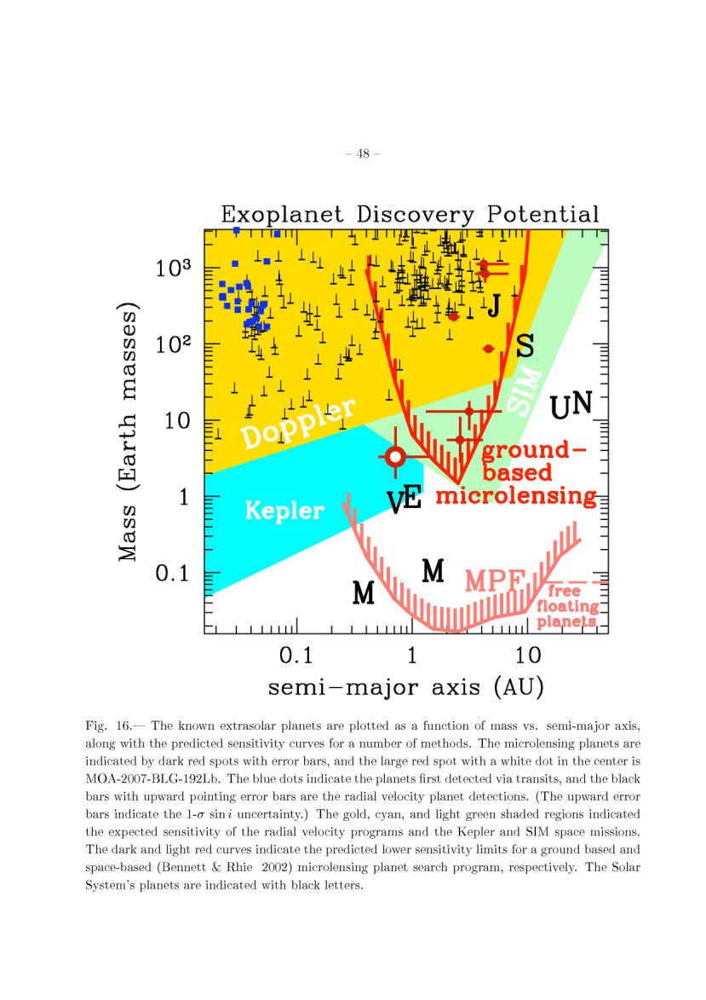 – 48 –
Exoplanet Discovery Potential
Mass (Earth masses)
10³
10²
10
1
0.1
Doppler
Kepler
SIM
J
S
U N
V E
M
M
ground-
based
microlensing
MPF
free
floating
planets
0.1 1 10
semi-major axis (AU)
Fig. 16.— The known extrasolar planets are plotted as a function of mass vs. semi-major axis,
along with the predicted sensitivity curves for a number of methods. The microlensing planets are
indicated by dark red spots with error bars, and the large red spot with a white dot in the center is
MOA-2007-BLG-192Lb. The blue dots indicate the planets first detected via transits, and the black
bars with upward pointing error bars are the radial velocity planet detections. (The upward error
bars indicate the 1-σ sin i uncertainty.) The gold, cyan, and light green shaded regions indicated
the expected sensitivity of the radial velocity programs and the Kepler and SIM space missions.
The dark and light red curves indicate the predicted lower sensitivity limits for a ground based and
space-based (Bennett & Rhie 2002) microlensing planet search program, respectively. The Solar
System's planets are indicated with black letters.